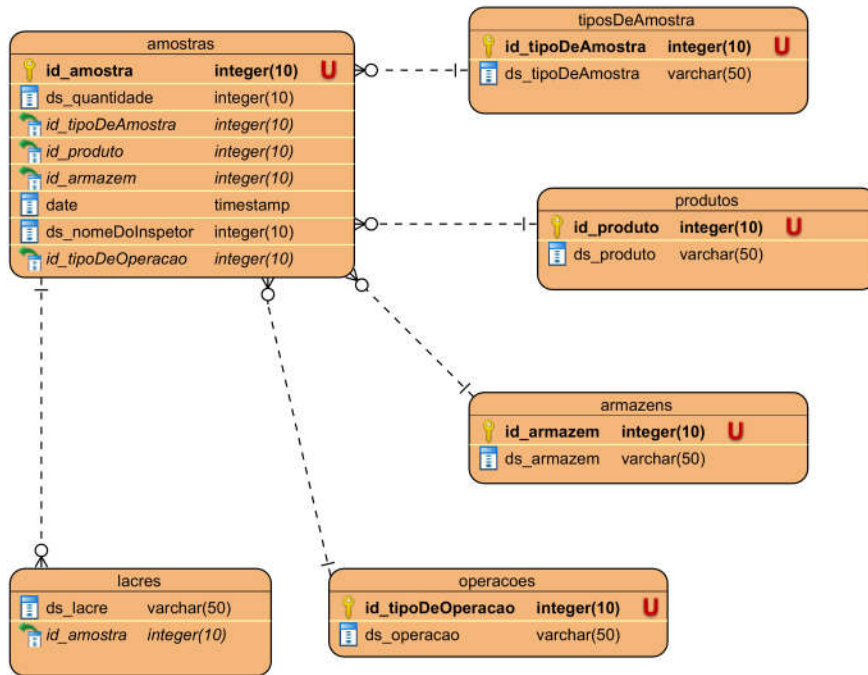 amostras
id_amostra integer(10) U
ds_quantidade integer(10)
id_tipoDeAmostra integer(10)
id_produto integer(10)
id_armazem integer(10)
date timestamp
ds_nomeDoInspetor integer(10)
id_tipoDeOperacao integer(10)
tiposDeAmostra
id_tipoDeAmostra integer(10) U
ds_tipoDeAmostra varchar(50)
produtos
id_produto integer(10) U
ds_produto varchar(50)
armazens
id_armazem integer(10) U
ds_armazem varchar(50)
lacres
ds_lacre varchar(50)
id_amostra integer(10)
operacoes
id_tipoDeOperacao integer(10) U
ds_operacao varchar(50)